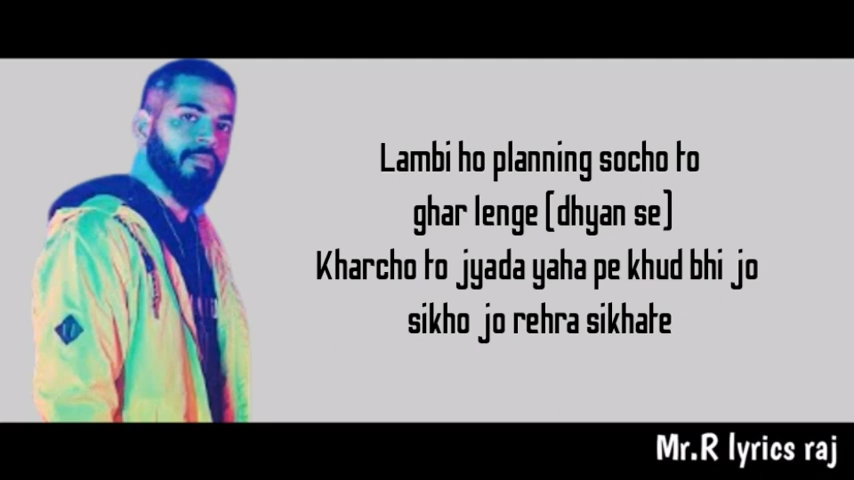 Lambi ho planning socho to
ghar lenge (dhyan se)
Kharcho to jyada yaha pe khud bhi jo
sikho jo rehra sikhate
Mr.R lyrics raj